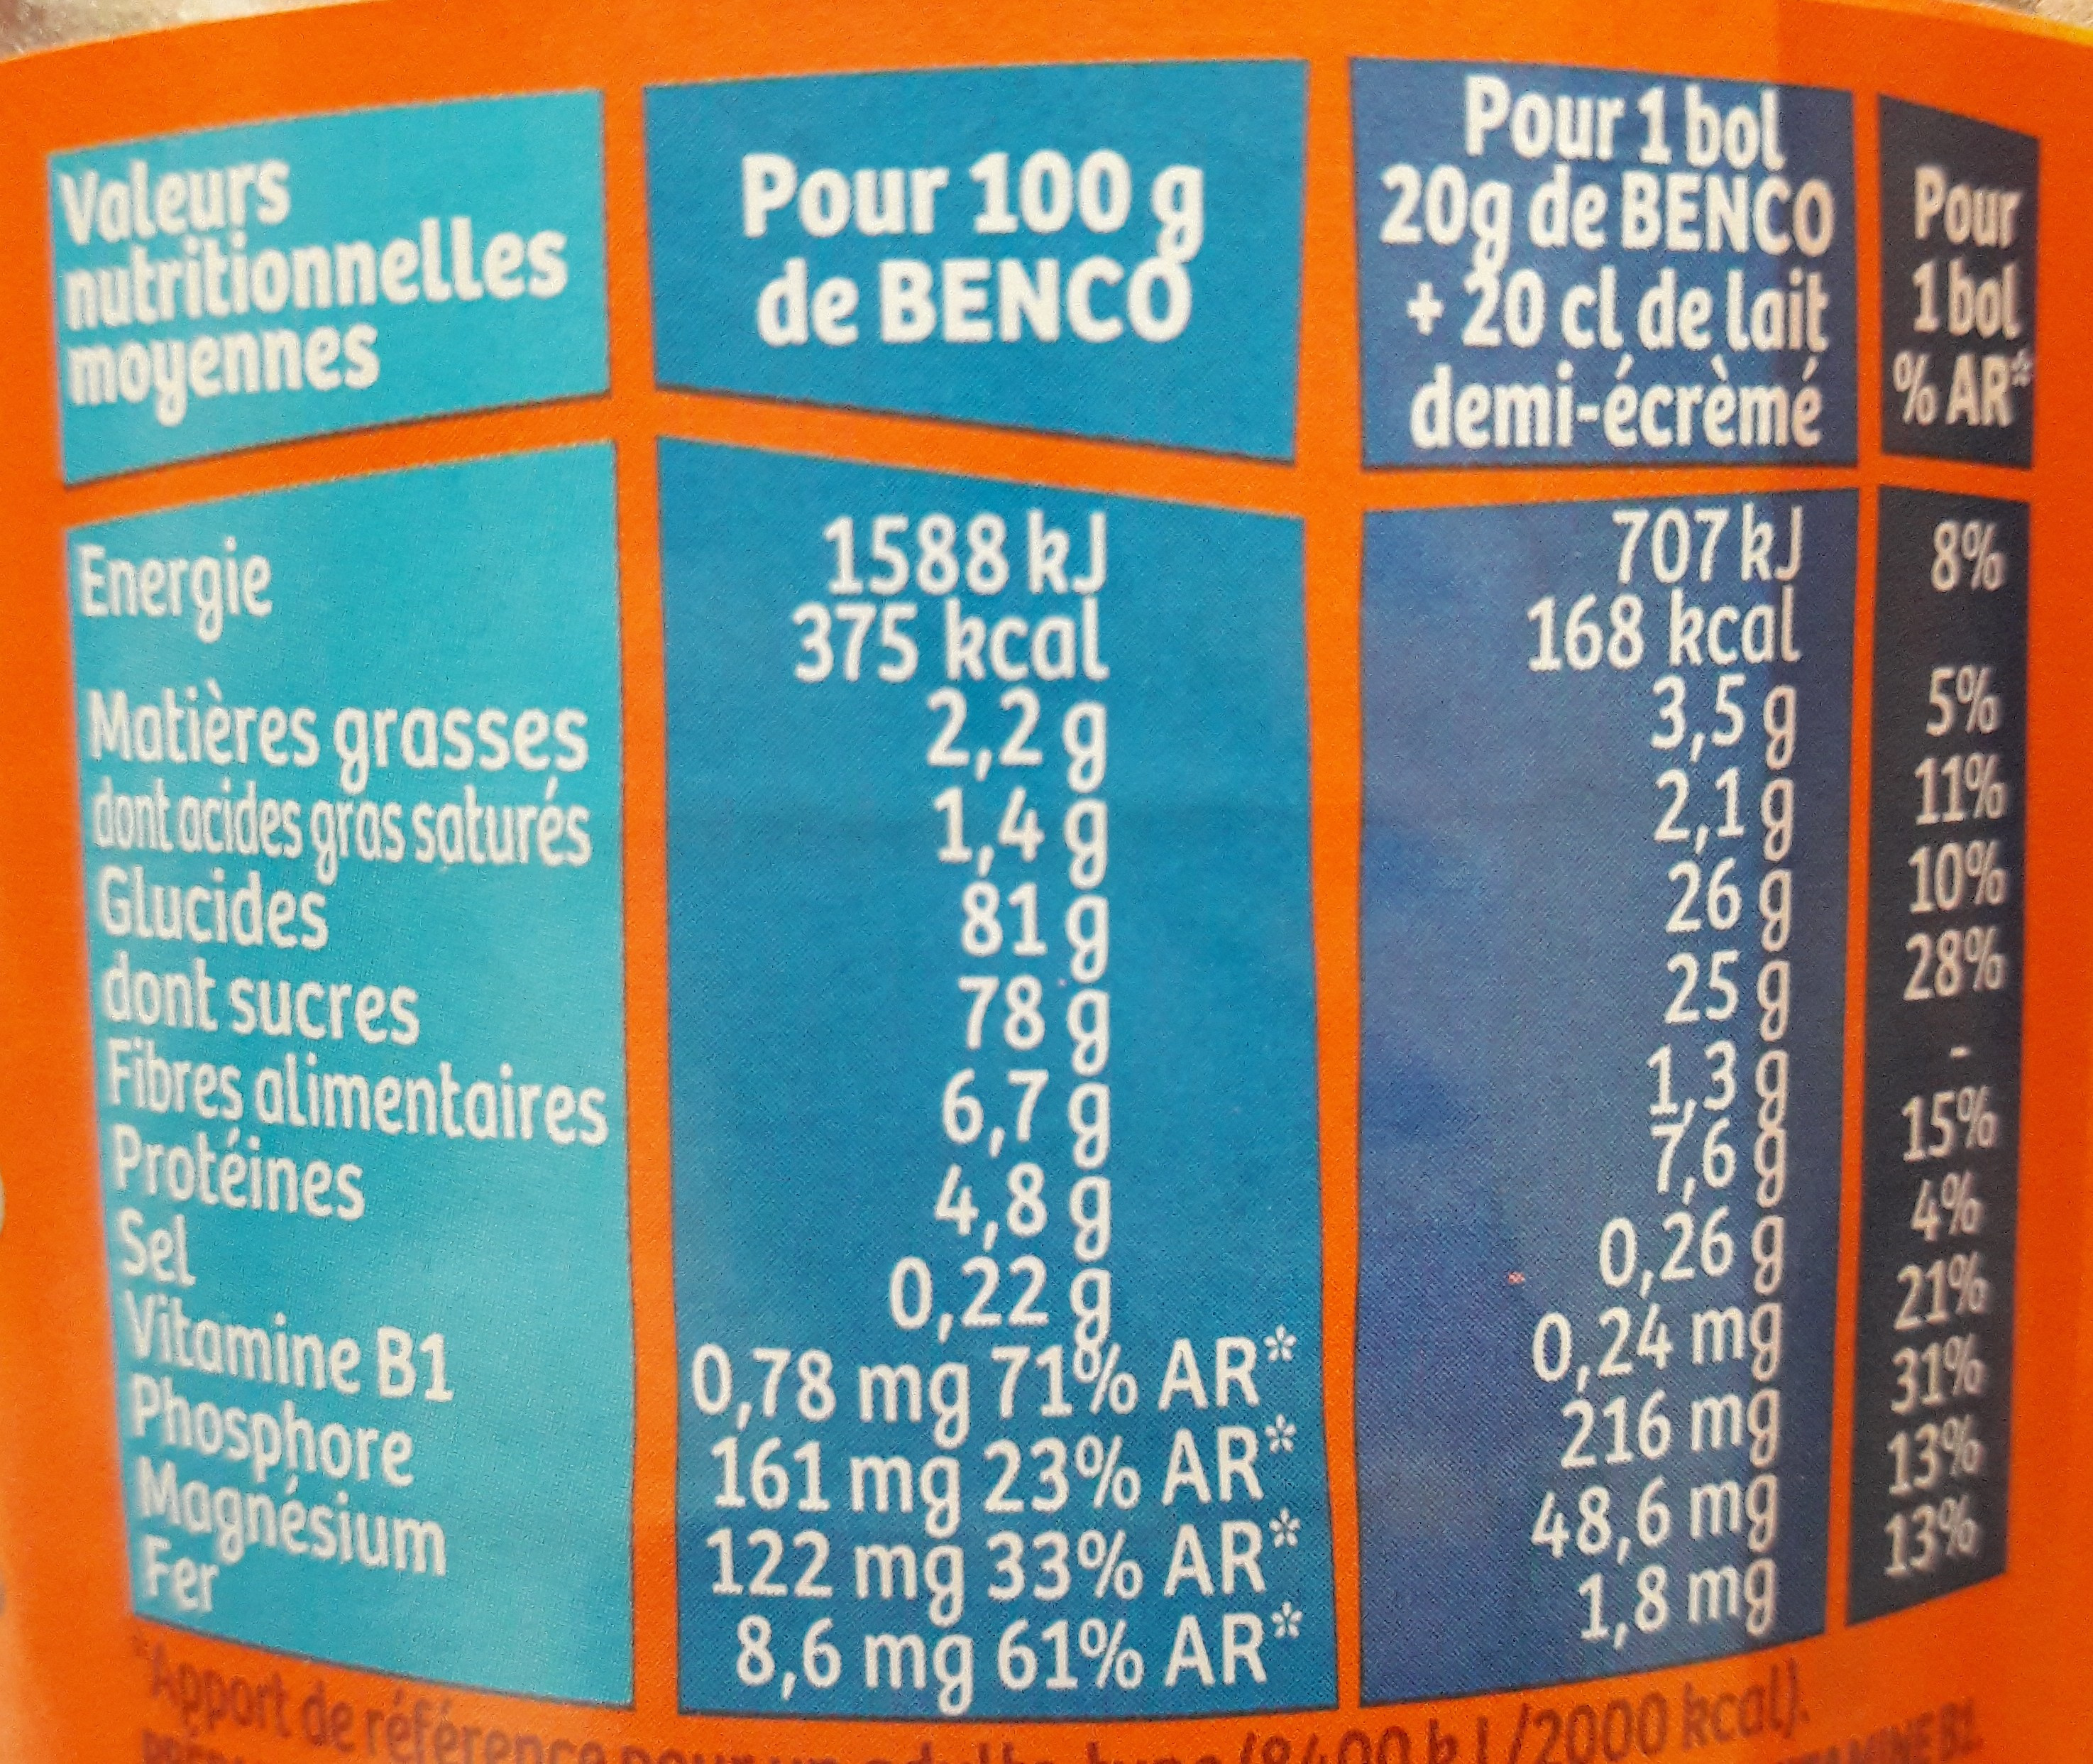 Valeurs
nutritionnelles
moyennes
Pour 100 g
de BENCO
Pour 1 bol
20g de BENCO
+ 20 cl de lait
demi-écrèmé
Pour
1 bol
% AR*
Energie 1588 kJ 707 kJ 8%
375 kcal 168 kcal
Matières grasses 2,2 g 3,5 g 5%
dont acides gras saturés 1,4 g 2,1 g 11%
Glucides 81 g 26 g 10%
dont sucres 78 g 25 g 28%
Fibres alimentaires 6,7 g 1,3 g -
Protéines 4,8 g 7,6 g 15%
Sel 0,22 g 0,26 g 4%
Vitamine B1 0,78 mg 71% AR* 0,24 mg 21%
Phosphore 161 mg 23% AR* 216 mg 31%
Magnésium 122 mg 33% AR* 48,6 mg 13%
Fer 8,6 mg 61% AR* 1,8 mg 13%
*Apport de référence pour un adulte type (8400 kJ/2000 kcal).
B1